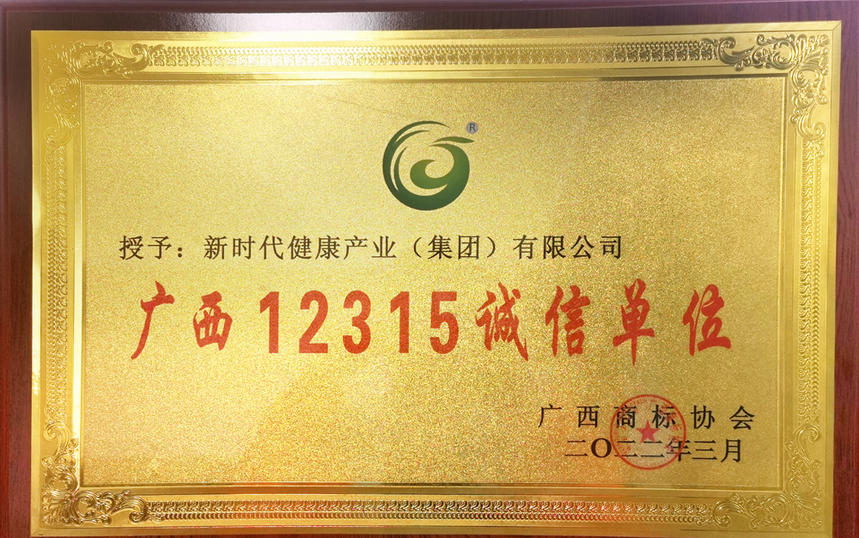 ®
授予：新时代健康产业（集团）有限公司
广西12315诚信单位
广西商标协会
二〇二二年三月